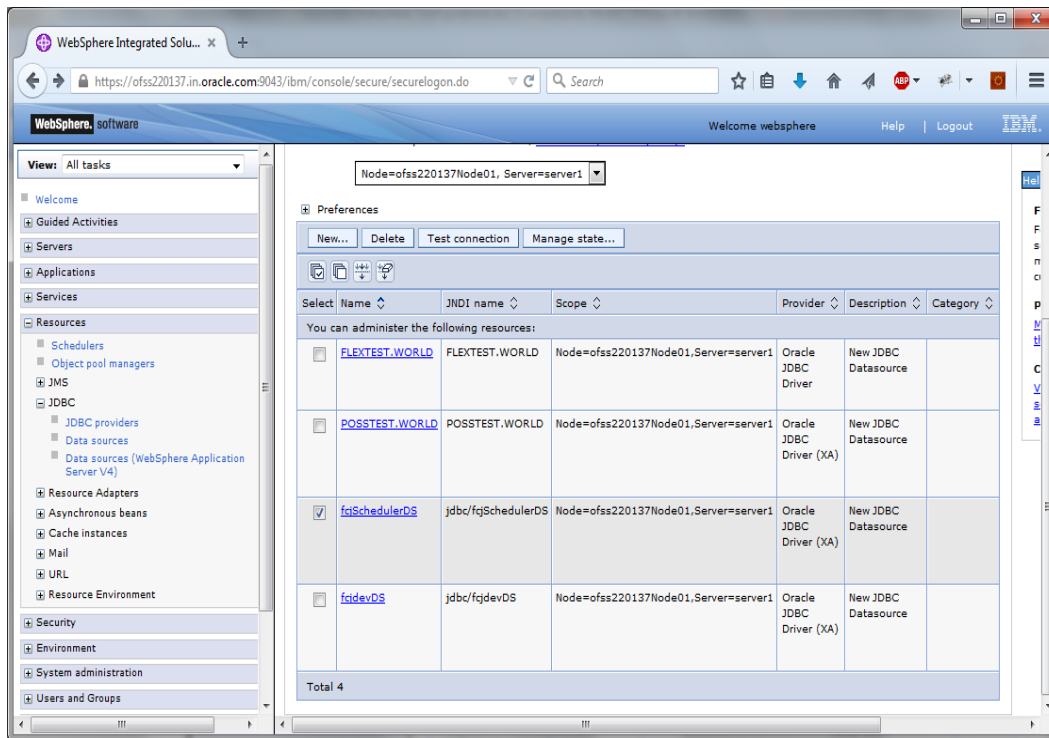 WebSphere Integrated Solu... × +
https://ofss220137.in.oracle.com:9043/ibm/console/secure/securelogon.do
Search
ABP
WebSphere. software
Welcome websphere Help | Logout
IBM.
View: All tasks
Welcome
Guided Activities
Servers
Applications
Services
Resources
Schedulers
Object pool managers
JMS
JDBC
JDBC providers
Data sources
Data sources (WebSphere Application
Server V4)
Resource Adapters
Asynchronous beans
Cache instances
Mail
URL
Resource Environment
Security
Environment
System administration
Users and Groups
Node=ofss220137Node01, Server=server1
Preferences
New... Delete Test connection Manage state...
Select Name JNDI name Scope Provider Description Category
You can administer the following resources:
FLEXTEST.WORLD FLEXTEST.WORLD Node=ofss220137Node01,Server=server1 Oracle New JDBC
JDBC Datasource
Driver
POSSTEST.WORLD POSSTEST.WORLD Node=ofss220137Node01,Server=server1 Oracle New JDBC
JDBC Datasource
Driver (XA)
fcjSchedulerDS jdbc/fcjSchedulerDS Node=ofss220137Node01,Server=server1 Oracle New JDBC
JDBC Datasource
Driver (XA)
fcjdevDS jdbc/fcjdevDS Node=ofss220137Node01,Server=server1 Oracle New JDBC
JDBC Datasource
Driver (XA)
Total 4
Hel